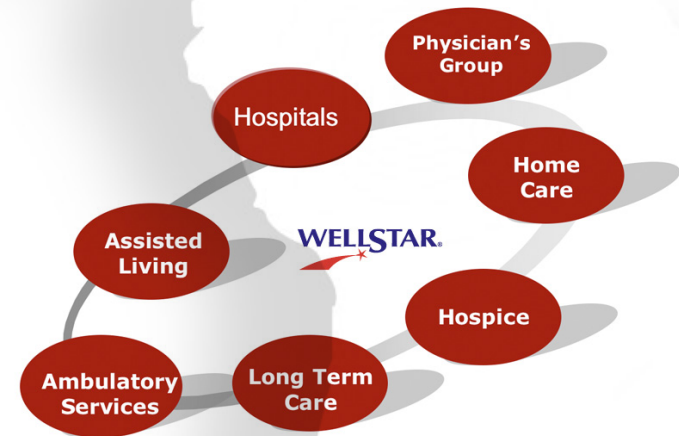 Physician's
Group
Hospitals
Home
Care
Assisted
Living
WELLSTAR®
Hospice
Ambulatory
Services
Long Term
Care